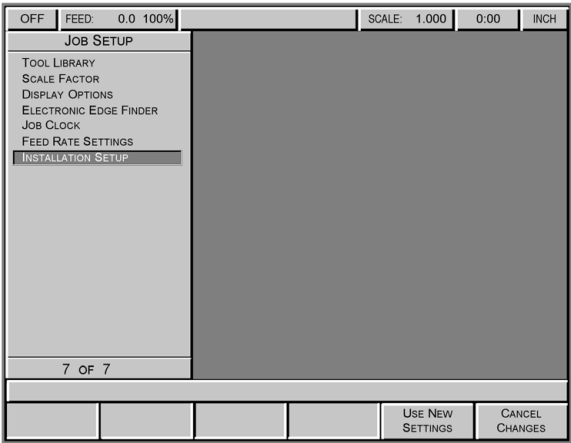 OFF FEED: 0.0 100% SCALE: 1.000 0:00 INCH
JOB SETUP
TOOL LIBRARY
SCALE FACTOR
DISPLAY OPTIONS
ELECTRONIC EDGE FINDER
JOB CLOCK
FEED RATE SETTINGS
INSTALLATION SETUP
7 OF 7
USE NEW
SETTINGS
CANCEL
CHANGES